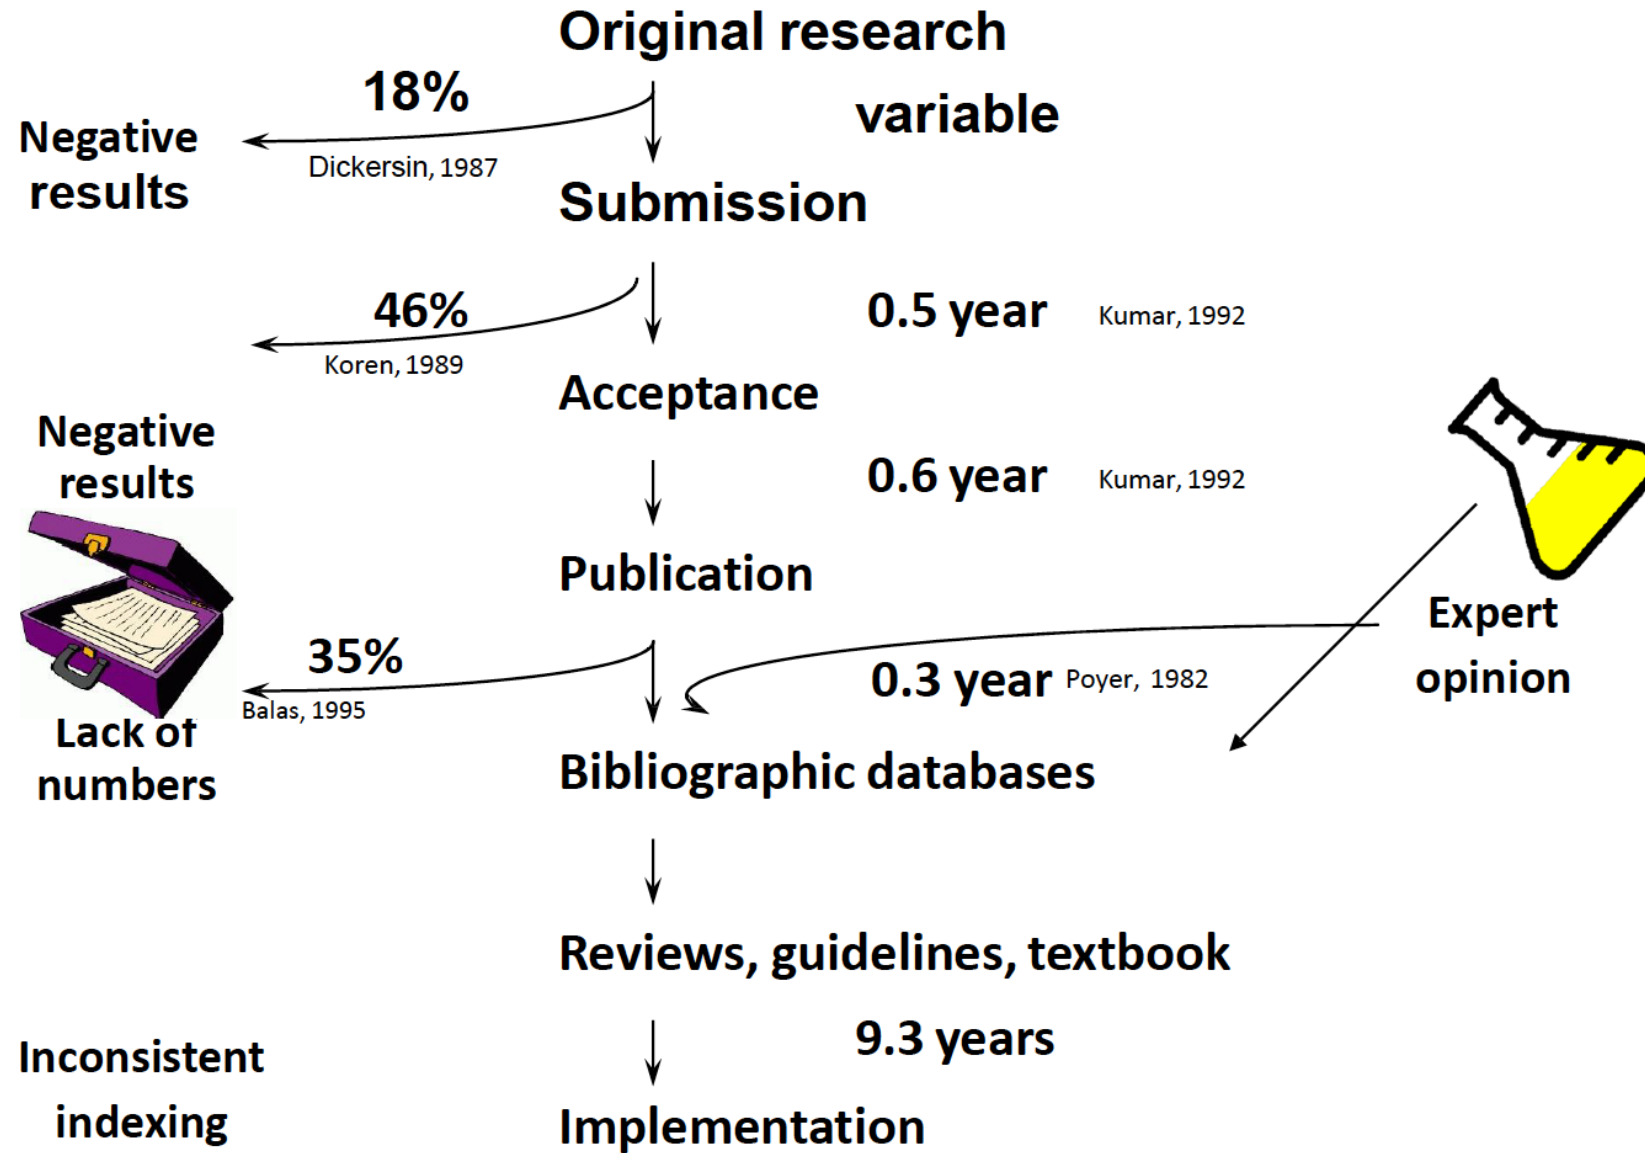 Original research
18%
variable
Negative
results
Dickersin, 1987
Submission
46%
0.5 year
Kumar, 1992
Koren, 1989
Acceptance
Negative
results
0.6 year
Kumar, 1992
Publication
Expert
opinion
35%
0.3 year
Poyer, 1982
Balas, 1995
Lack of
numbers
Bibliographic databases
Reviews, guidelines, textbook
9.3 years
Inconsistent
indexing
Implementation